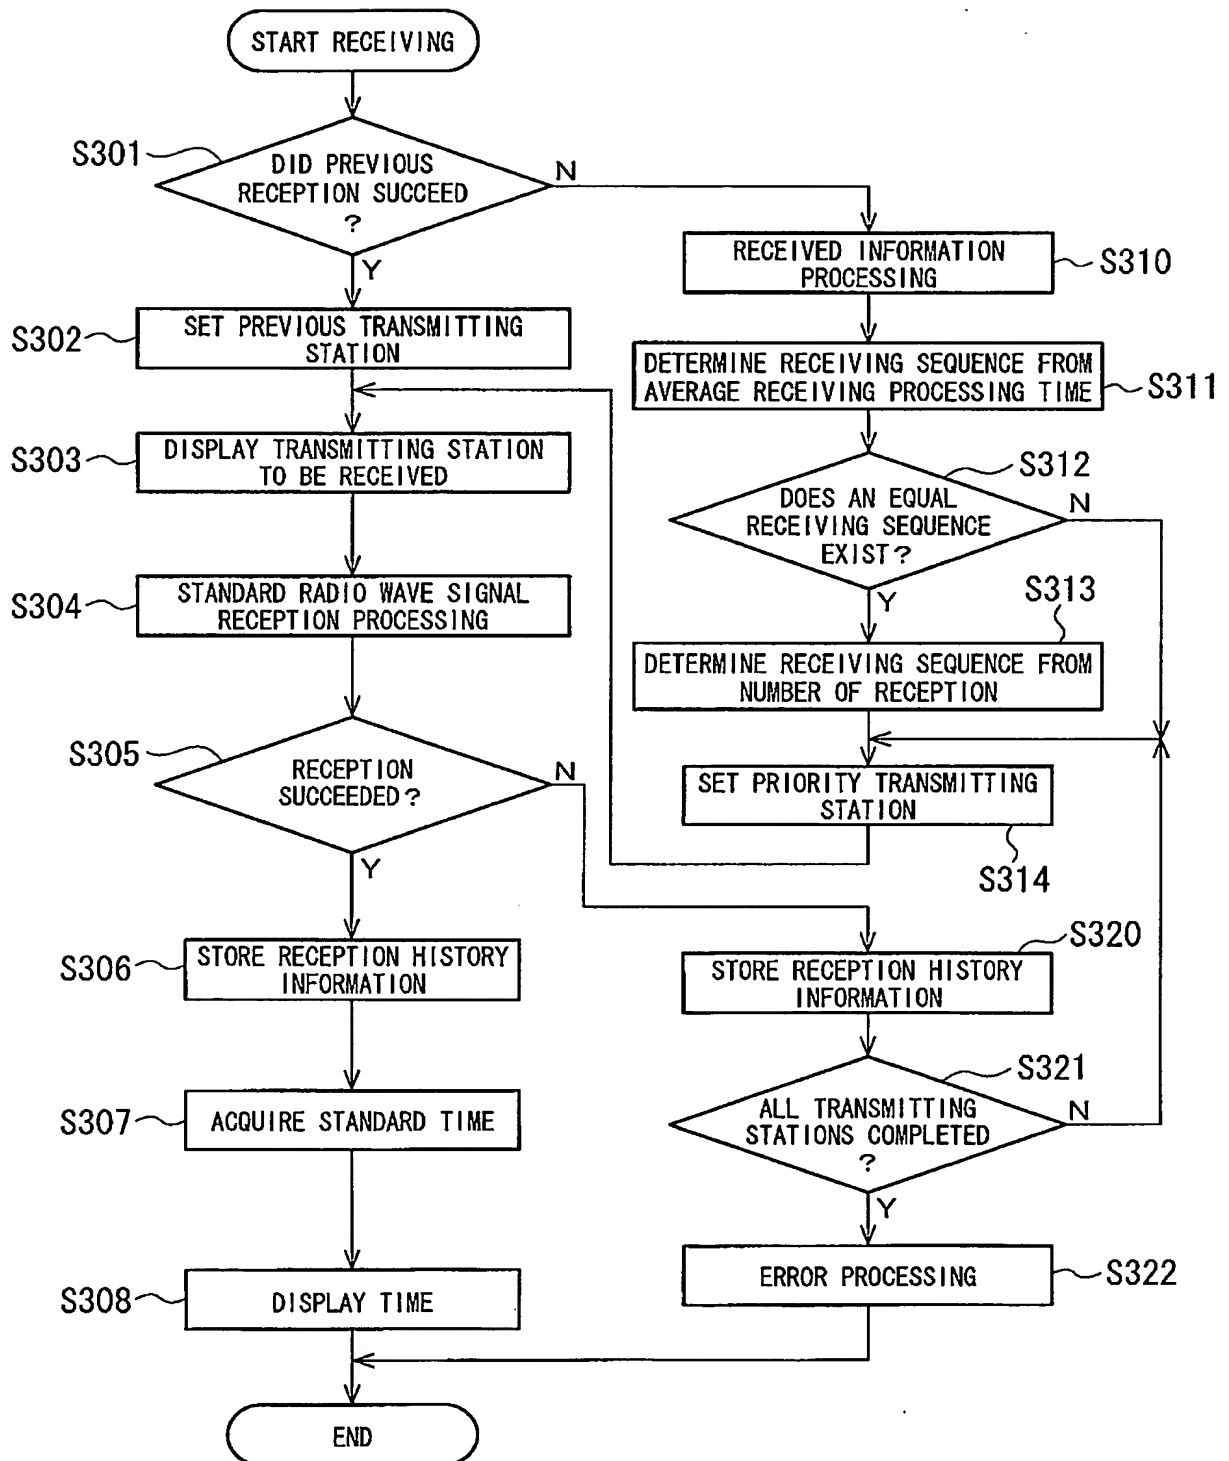 START RECEIVING
S301
DID PREVIOUS
RECEPTION SUCCEED
?
N
Y
S302
SET PREVIOUS TRANSMITTING
STATION
S303
DISPLAY TRANSMITTING STATION
TO BE RECEIVED
S304
STANDARD RADIO WAVE SIGNAL
RECEPTION PROCESSING
S305
RECEPTION
SUCCEEDED?
N
Y
S306
STORE RECEPTION HISTORY
INFORMATION
S307
ACQUIRE STANDARD TIME
S308
DISPLAY TIME
END
RECEIVED INFORMATION
PROCESSING
S310
DETERMINE RECEIVING SEQUENCE FROM
AVERAGE RECEIVING PROCESSING TIME
S311
S312
DOES AN EQUAL
RECEIVING SEQUENCE
EXIST?
N
Y
S313
DETERMINE RECEIVING SEQUENCE FROM
NUMBER OF RECEPTION
SET PRIORITY TRANSMITTING
STATION
S314
S320
STORE RECEPTION HISTORY
INFORMATION
S321
ALL TRANSMITTING
STATIONS COMPLETED
?
N
Y
ERROR PROCESSING
S322